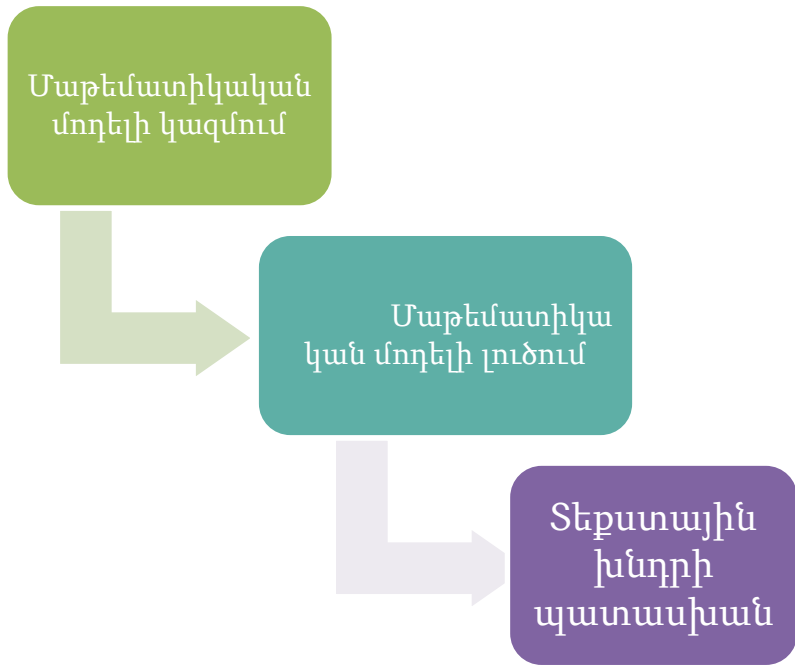 Մաթեմատիկական
մոդելի կազմում
Մաթեմատիկա
կան մոդելի լուծում
Տեքստային
խնդրի
պատասխան